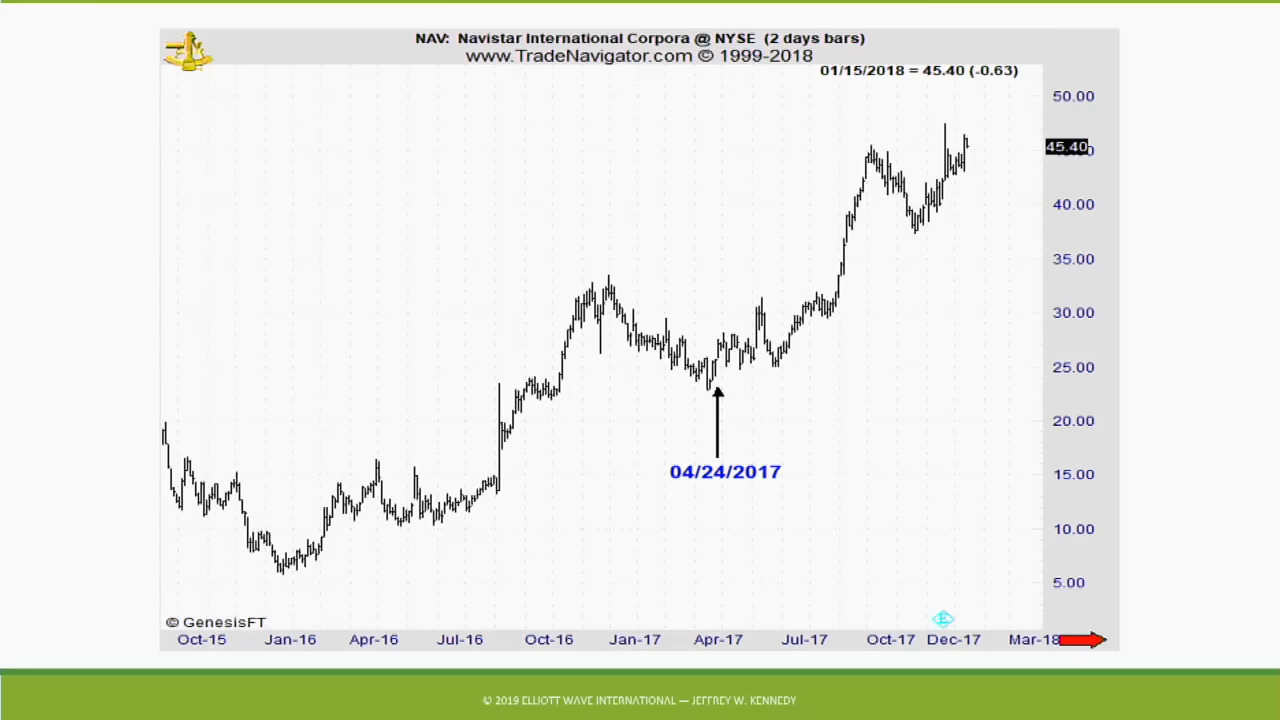 NAV: Navistar International Corpora @ NYSE (2 days bars)
www.TradeNavigator.com © 1999-2018
01/15/2018 = 45.40 (-0.63)
50.00
45.40
40.00
35.00
30.00
25.00
20.00
15.00
10.00
5.00
04/24/2017
E
© GenesisFT
Oct-15 Jan-16 Apr-16 Jul-16 Oct-16 Jan-17 Apr-17 Jul-17 Oct-17 Dec-17 Mar-18
© 2019 ELLIOTT WAVE INTERNATIONAL — JEFFREY W. KENNEDY